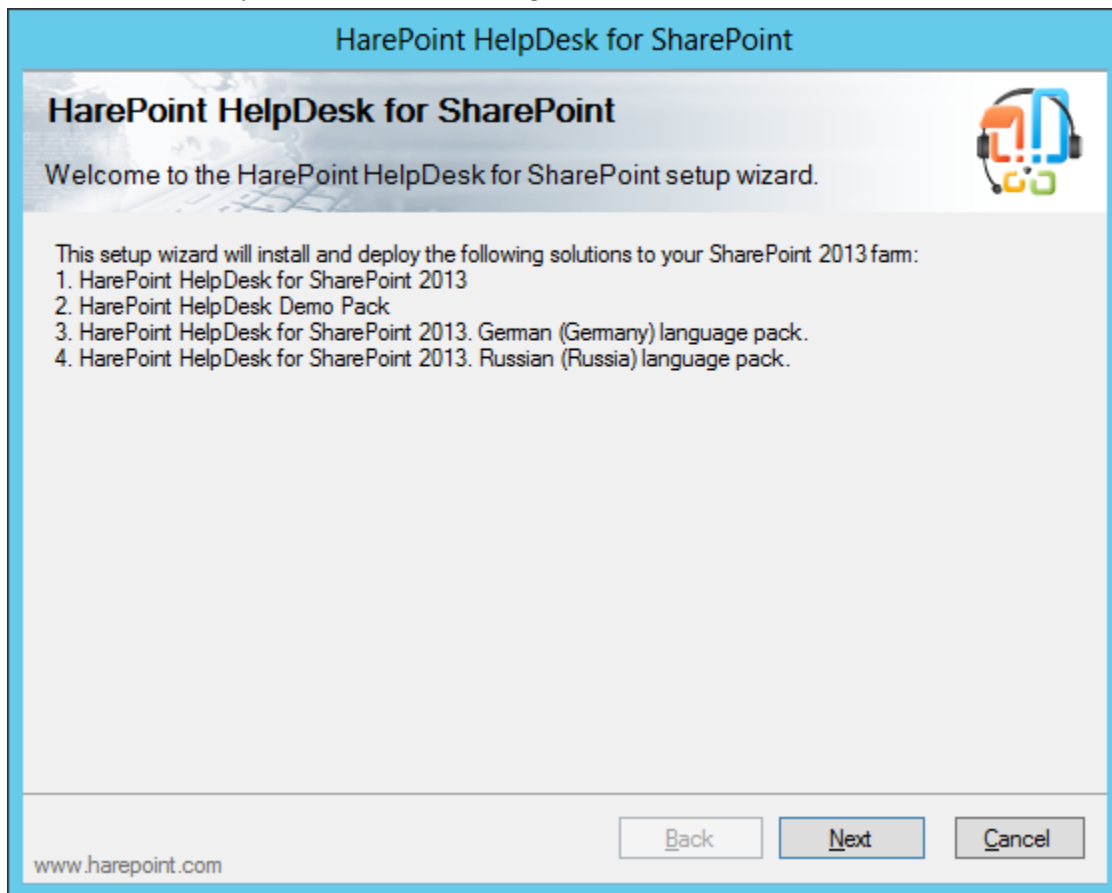 HarePoint HelpDesk for SharePoint
HarePoint HelpDesk for SharePoint
Welcome to the HarePoint HelpDesk for SharePoint setup wizard.
This setup wizard will install and deploy the following solutions to your SharePoint 2013 farm:
1. HarePoint HelpDesk for SharePoint 2013
2. HarePoint HelpDesk Demo Pack
3. HarePoint HelpDesk for SharePoint 2013. German (Germany) language pack.
4. HarePoint HelpDesk for SharePoint 2013. Russian (Russia) language pack.
Back Next Cancel
www.harepoint.com